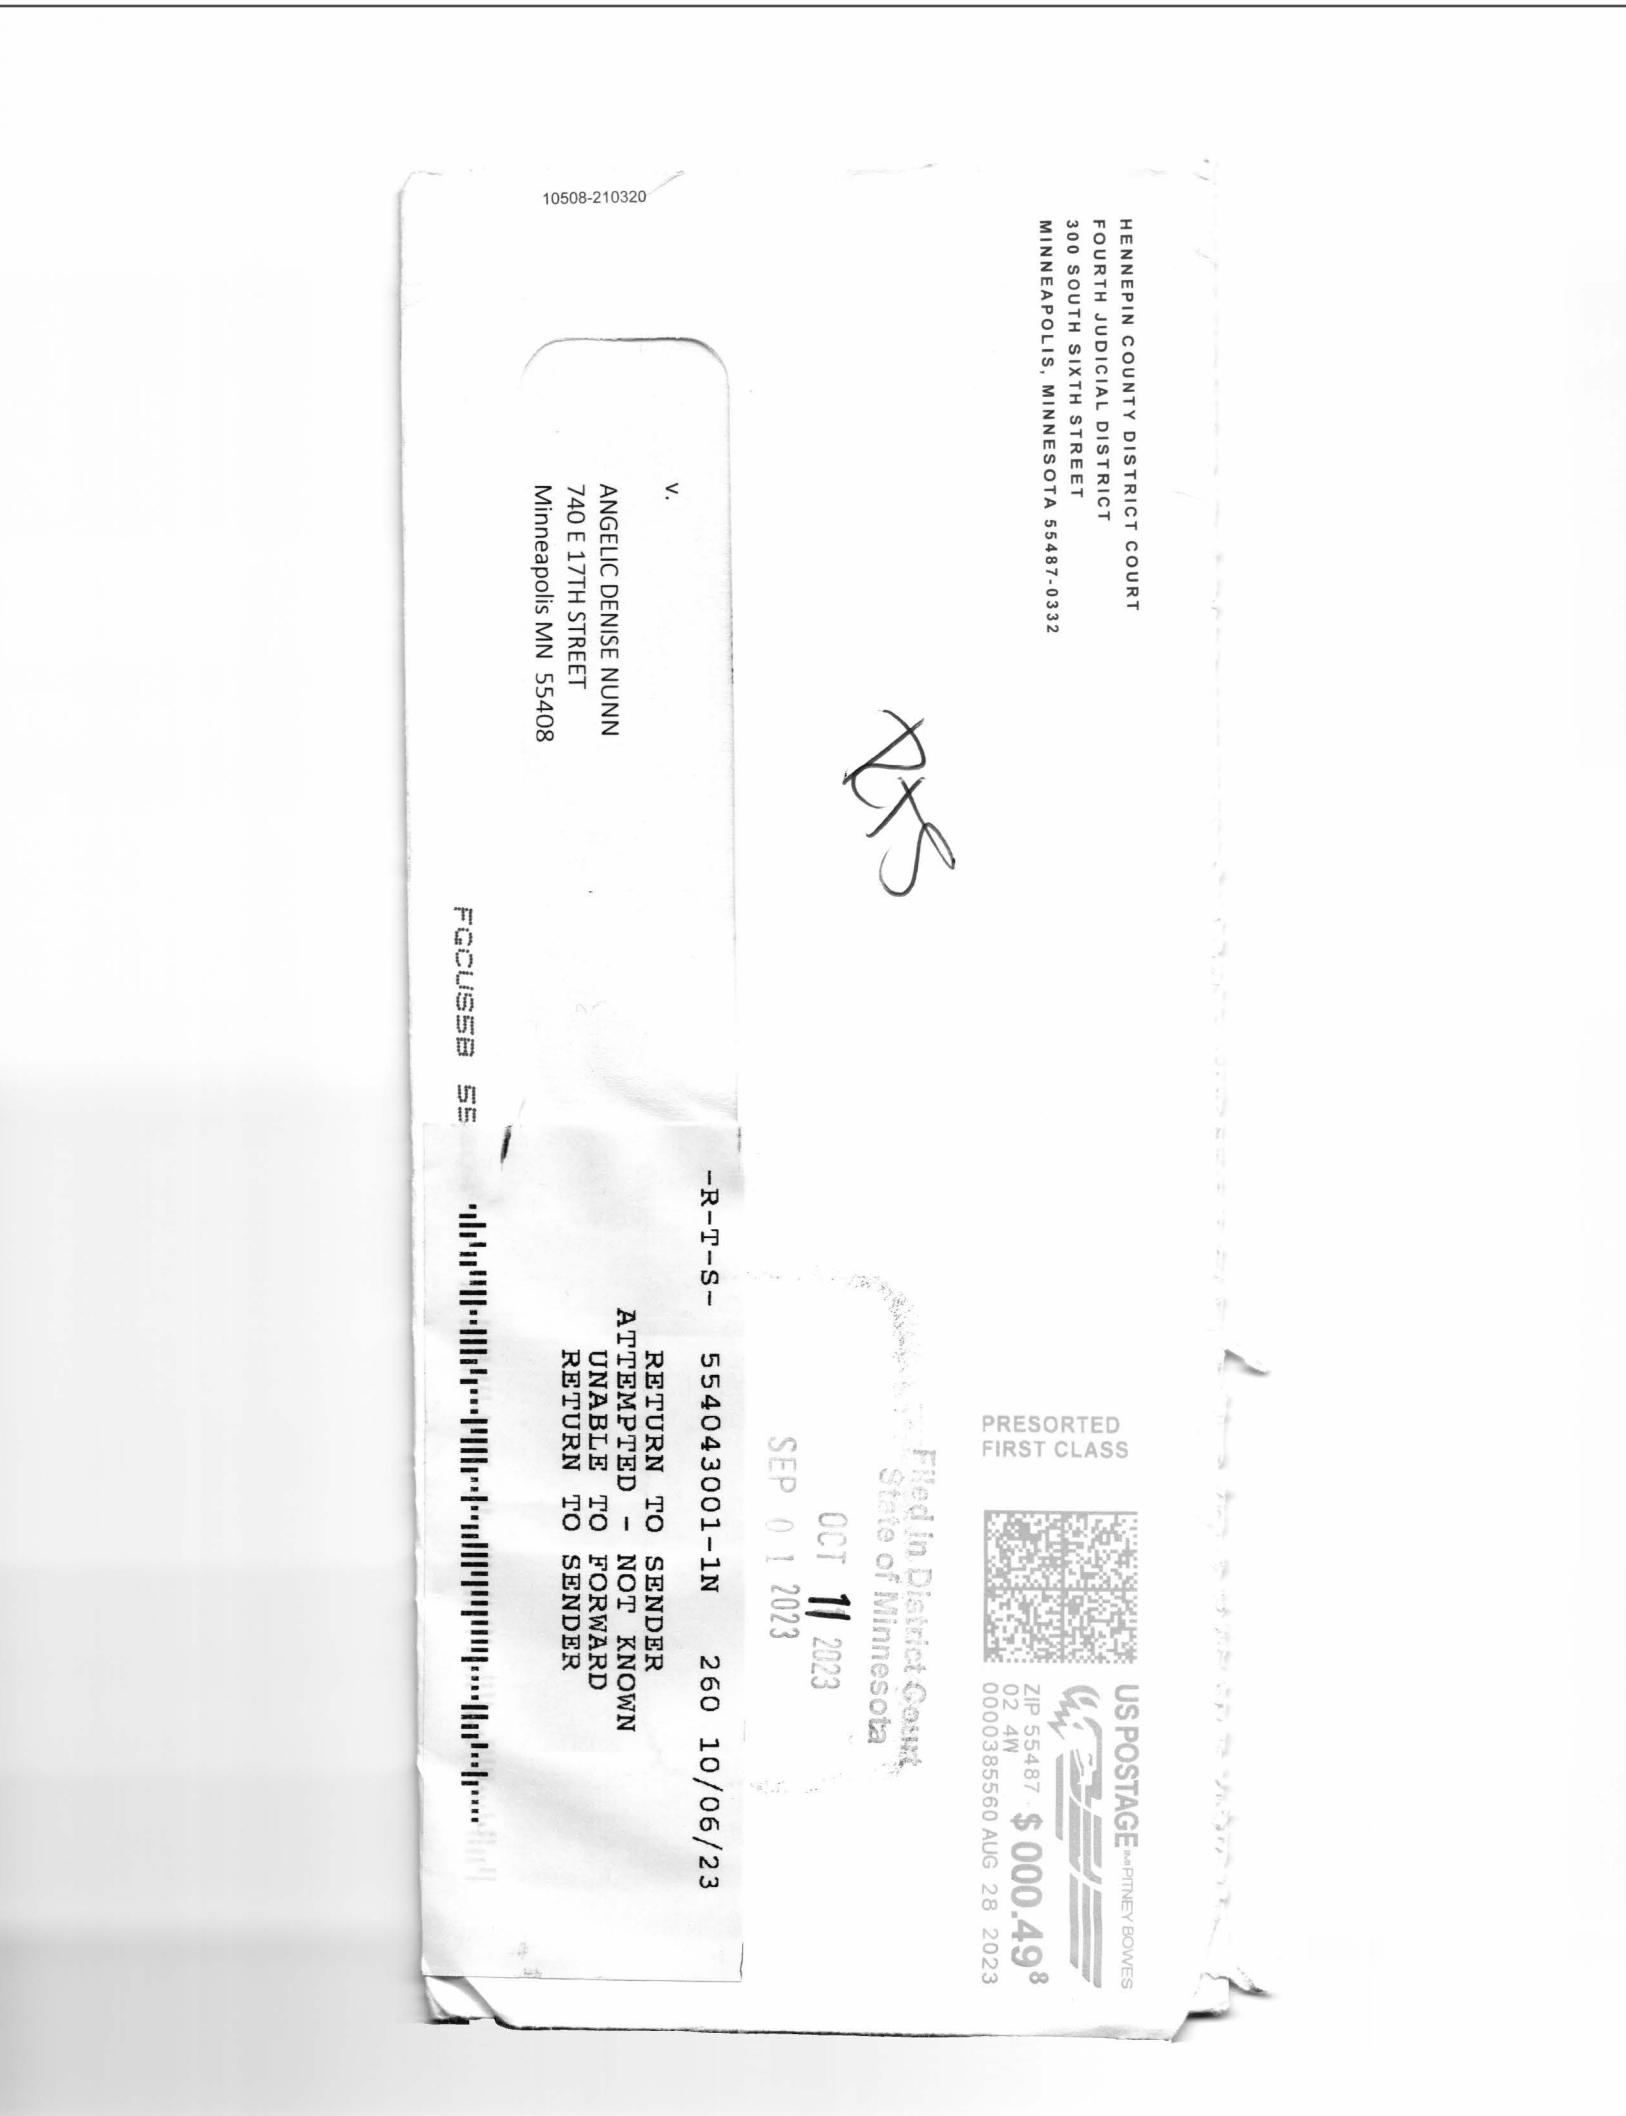 10508-210320
HENNEPIN COUNTY DISTRICT COURT
FOURTH JUDICIAL DISTRICT
300 SOUTH SIXTH STREET
MINNEAPOLIS, MINNESOTA 55487-0332
PRESORTED
FIRST CLASS
US POSTAGE IMI PITNEY BOWES
ZIP 55487 $ 000.49⁸
02 4W
0000385560 AUG 28 2023
RTS
Filed in District Court
State of Minnesota
OCT 11 2023
SEP 01 2023
v.
ANGELIC DENISE NUNN
740 E 17TH STREET
Minneapolis MN 55408
-R-T-S- 554043001-1N 260 10/06/23
RETURN TO SENDER
ATTEMPTED - NOT KNOWN
UNABLE TO FORWARD
RETURN TO SENDER
55